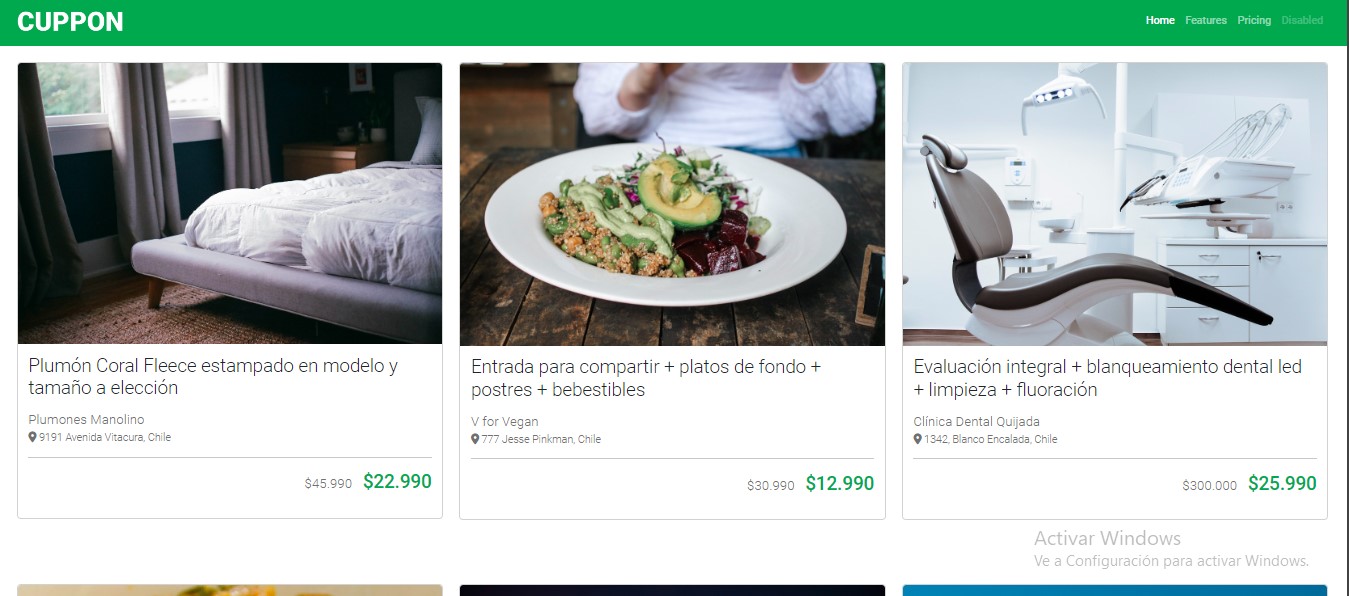 CUPPON
Home Features Pricing Disabled
Plumón Coral Fleece estampado en modelo y
tamaño a elección
Plumones Manolino
9191 Avenida Vitacura, Chile
$45.990 $22.990
Entrada para compartir + platos de fondo +
postres + bebestibles
V for Vegan
777 Jesse Pinkman, Chile
$30.990 $12.990
Evaluación integral + blanqueamiento dental led
+ limpieza + fluoración
Clínica Dental Quijada
1342, Blanco Encalada, Chile
$300.000 $25.990
Activar Windows
Ve a Configuración para activar Windows.